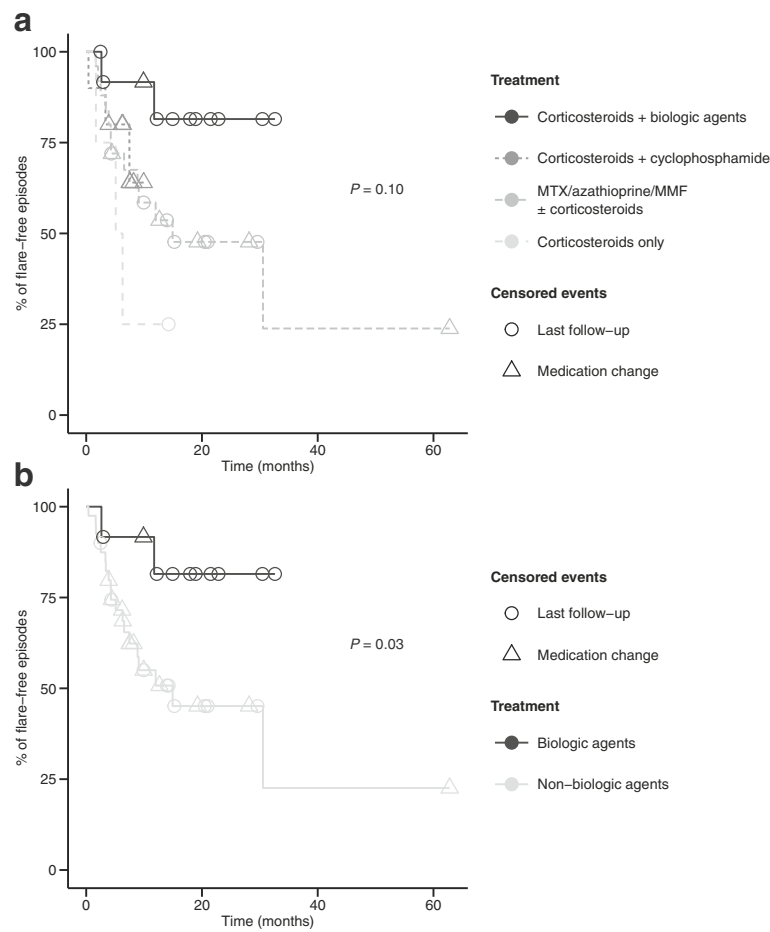 a
% of flare–free episodes
100
75
50
25
0
0 20 40 60
Time (months)
P = 0.10
Treatment
Corticosteroids + biologic agents
Corticosteroids + cyclophosphamide
MTX/azathioprine/MMF
± corticosteroids
Corticosteroids only
Censored events
Last follow–up
Medication change
b
% of flare–free episodes
100
75
50
25
0
0 20 40 60
Time (months)
P = 0.03
Censored events
Last follow–up
Medication change
Treatment
Biologic agents
Non–biologic agents